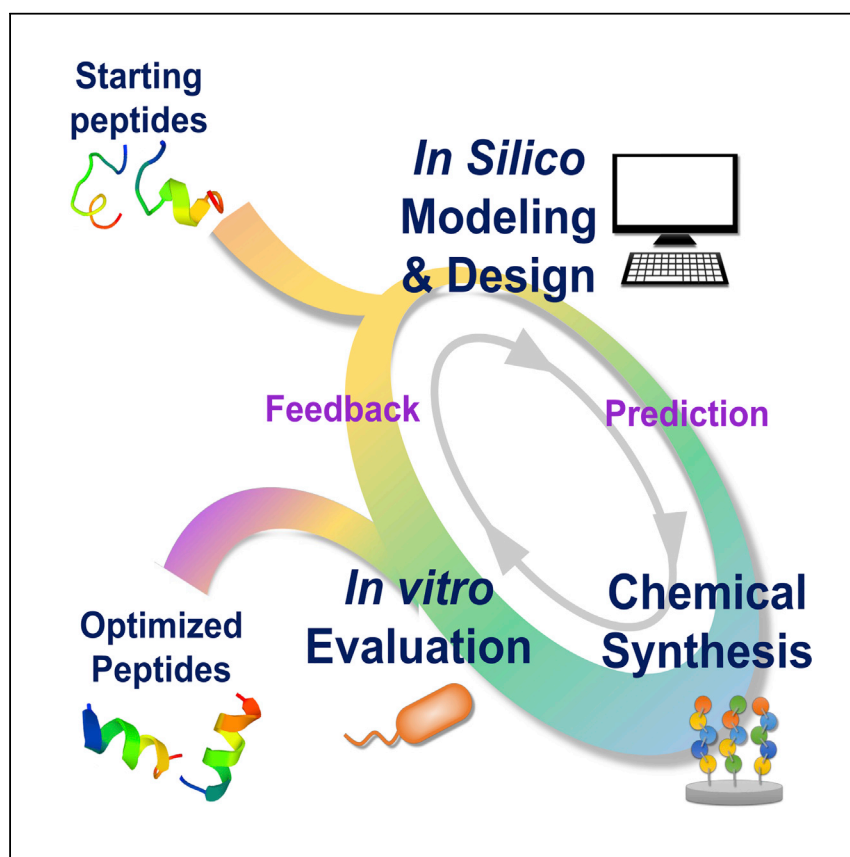 Starting
peptides
In Silico
Modeling
& Design
Feedback
Prediction
In vitro
Evaluation
Chemical
Synthesis
Optimized
Peptides